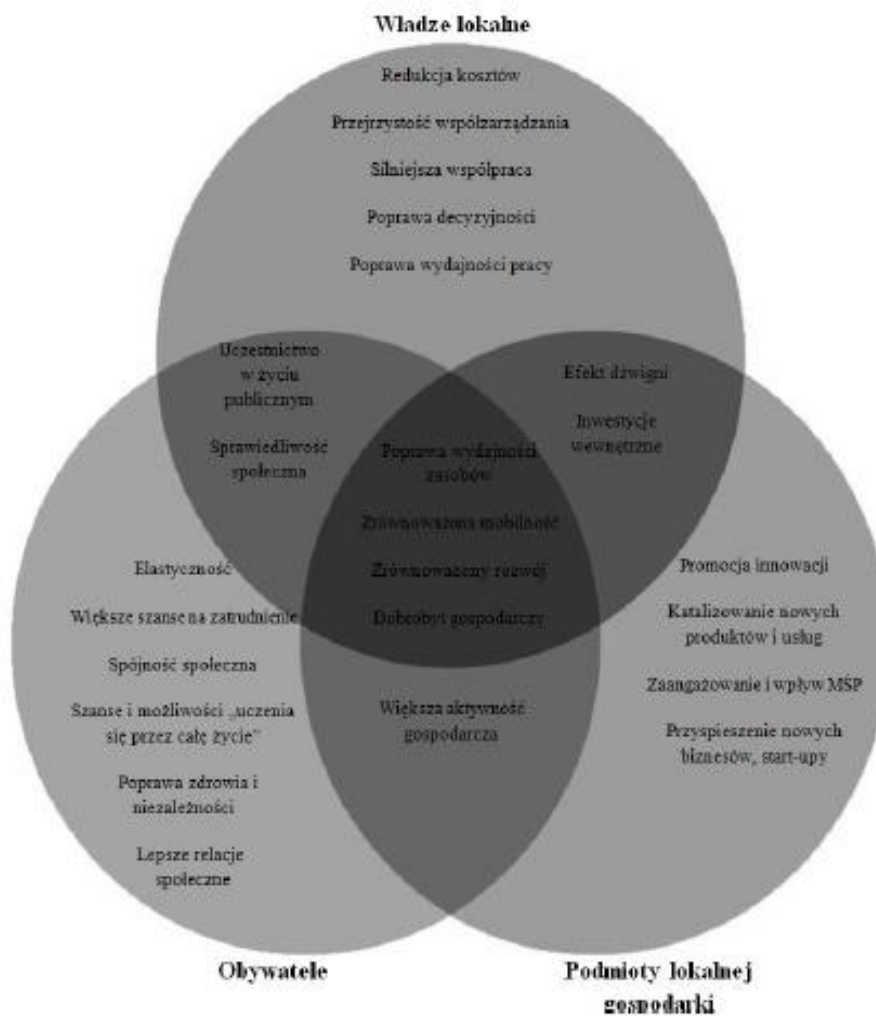 Władze lokalne
Redukcja kosztów
Przejrzystość współzarządzania
Silniejsza współpraca
Poprawa decyzyjności
Poprawa wydajności pracy
Uczestnictwo
w życiu
publicznym
Sprawiedliwość
społeczna
Efekt dźwigni
Inwestycje
wewnętrzne
Poprawa wydajności
zasobów
Zrównoważona mobilność
Zrównoważony rozwój
Dobrobyt gospodarczy
Elastyczność
Większe szanse na zatrudnienie
Spójność społeczna
Szanse i możliwości „uczenia
się przez całę życie”
Poprawa zdrowia i
niezależności
Lepsze relacje
społeczne
Większa aktywność
gospodarcza
Promocja innowacji
Katalizowanie nowych
produktów i usług
Zaangażowanie i wpływ MŚP
Przyspieszenie nowych
biznesów, start-upy
Obywatele
Podmioty lokalnej
gospodarki